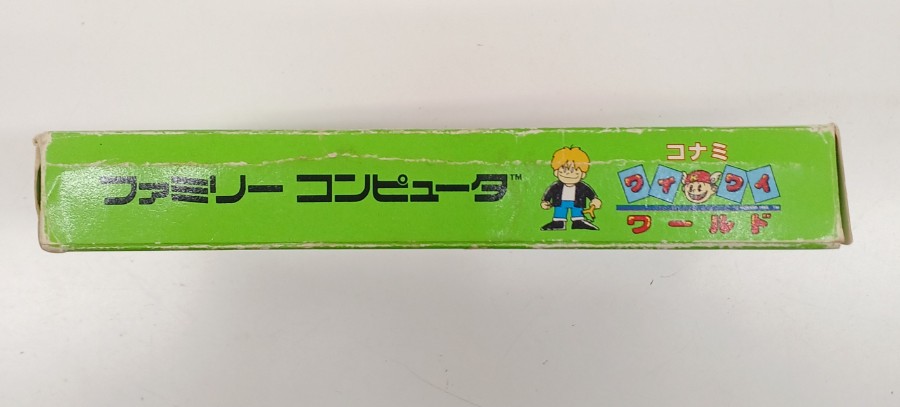 ファミリー コンピュータ™
コナミ
ワイワイ
ワールド